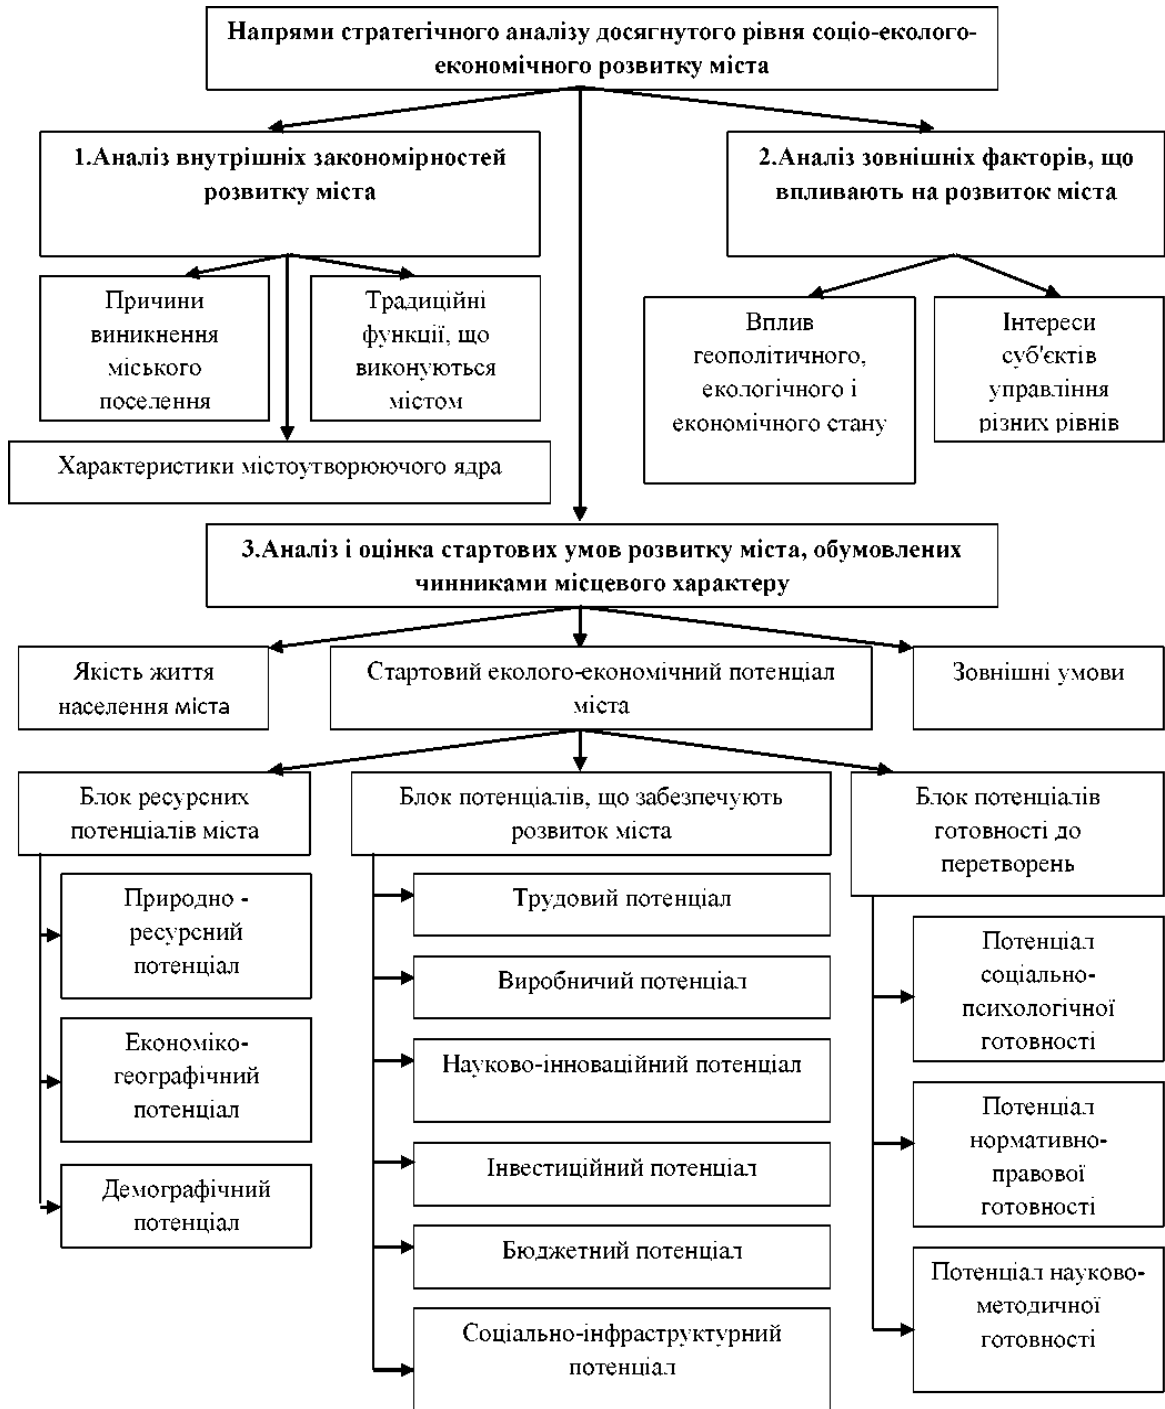 Напрями стратегічного аналізу досягнутого рівня соціо-еколого-
економічного розвитку міста
1.Аналіз внутрішніх закономірностей
розвитку міста
2.Аналіз зовнішніх факторів, що
впливають на розвиток міста
Причини
виникнення
міського
поселення
Традиційні
функції, що
виконуються
містом
Вплив
геополітичного,
екологічного і
економічного стану
Інтереси
суб'єктів
управління
різних рівнів
Характеристики містоутворюючого ядра
3.Аналіз і оцінка стартових умов розвитку міста, обумовлених
чинниками місцевого характеру
Якість життя
населення міста
Стартовий еколого-економічний потенціал
міста
Зовнішні умови
Блок ресурсних
потенціалів міста
Блок потенціалів, що забезпечують
розвиток міста
Блок потенціалів
готовності до
перетворень
Природно -
ресурсний
потенціал
Економіко-
географічний
потенціал
Демографічний
потенціал
Трудовий потенціал
Виробничий потенціал
Науково-інноваційний потенціал
Інвестиційний потенціал
Бюджетний потенціал
Соціально-інфраструктурний
потенціал
Потенціал
соціально-
психологічної
готовності
Потенціал
нормативно-
правової
готовності
Потенціал науково-
методичної
готовності